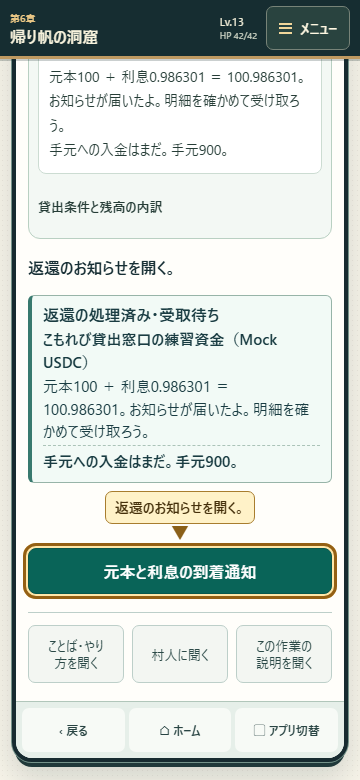 第6章
帰り帆の洞窟
Lv.13
HP 42/42
☰ メニュー
元本100 ＋ 利息0.986301 ＝ 100.986301。
お知らせが届いたよ。明細を確かめて受け取ろ
う。
手元への入金はまだ。手元900。
貸出条件と残高の内訳
返還のお知らせを開く。
返還の処理済み・受取待ち
こもれび貸出窓口の練習資金（Mock
USDC）
元本100 ＋ 利息0.986301 ＝
100.986301。お知らせが届いたよ。明細を確
かめて受け取ろう。
手元への入金はまだ。手元900。
返還のお知らせを開く。
元本と利息の到着通知
ことば・やり
方を聞く
村人に聞く
この作業の
説明を聞く
‹ 戻る
⌂ ホーム
□ アプリ切替